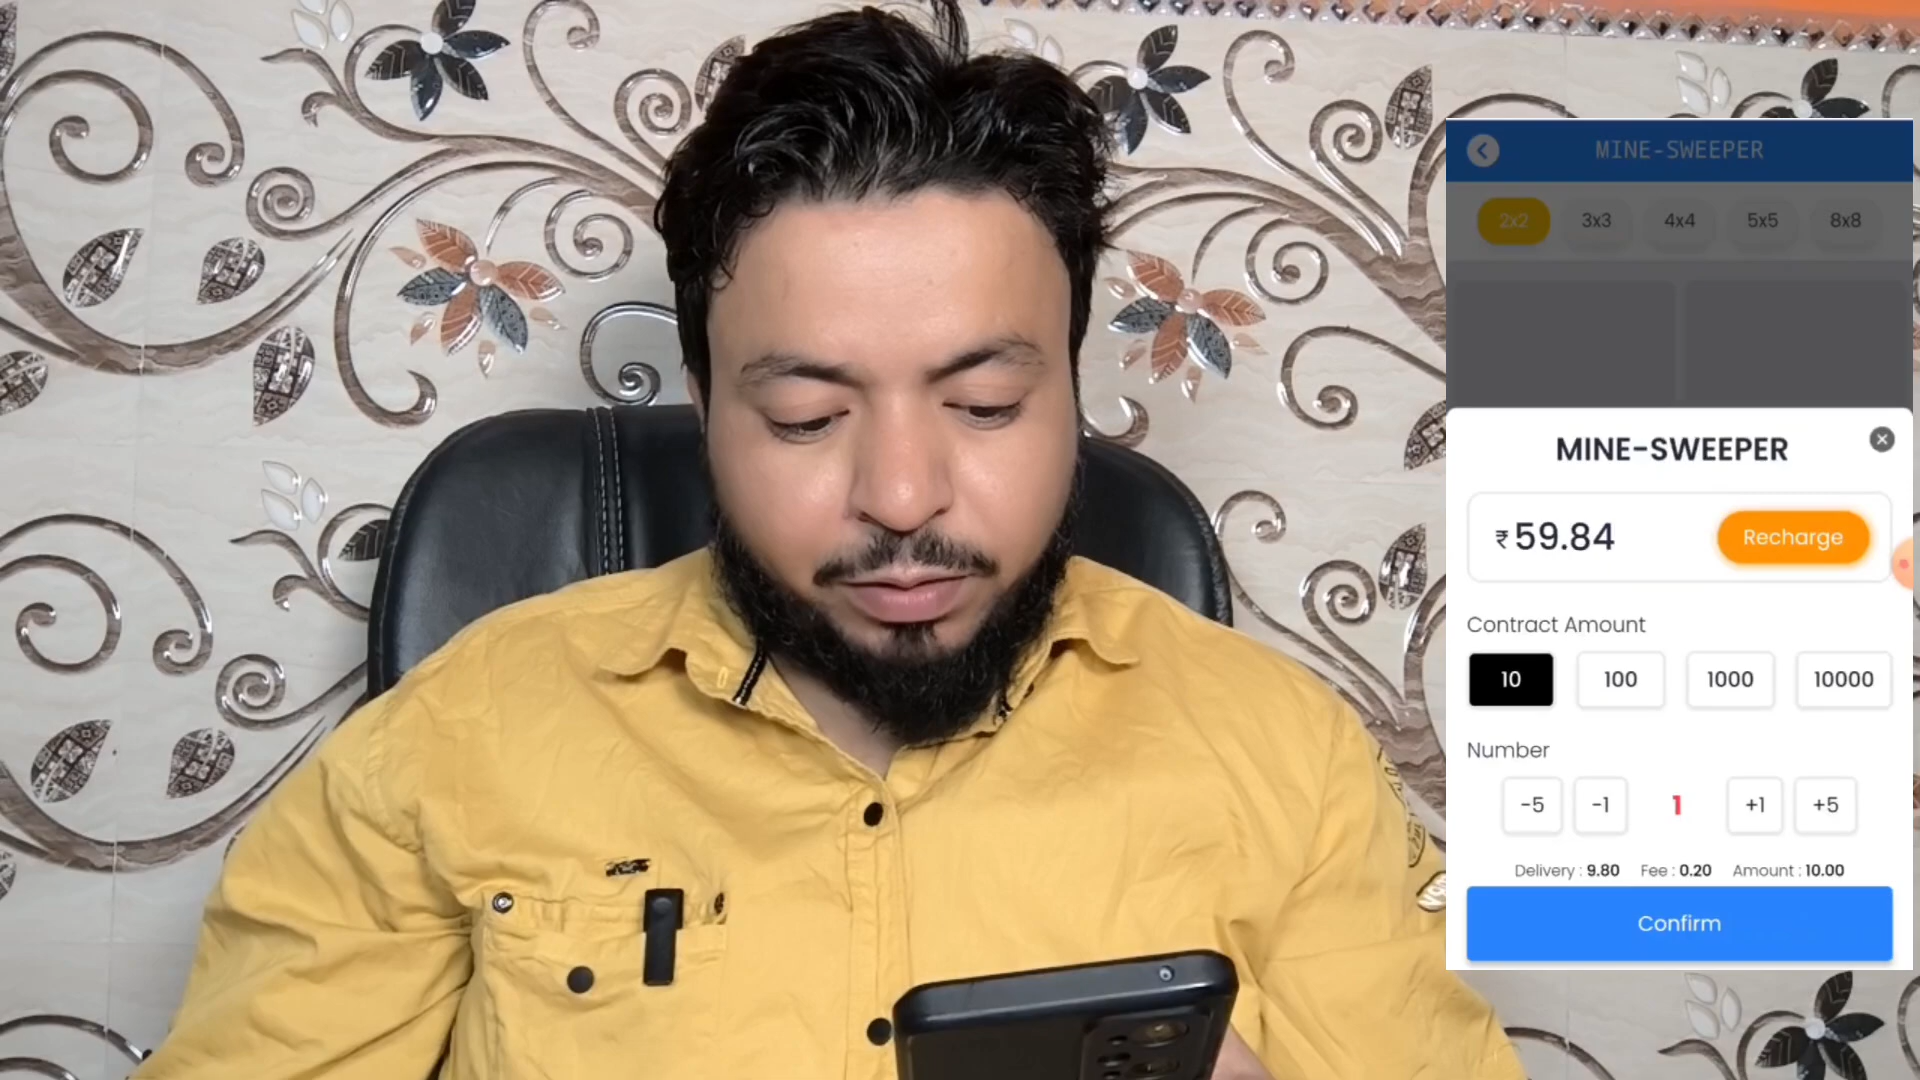 MINE-SWEEPER
2x2 3x3 4x4 5x5 8x8
MINE-SWEEPER
₹59.84 Recharge
Contract Amount
10 100 1000 10000
Number
-5 -1 1 +1 +5
Delivery : 9.80 Fee : 0.20 Amount : 10.00
Confirm